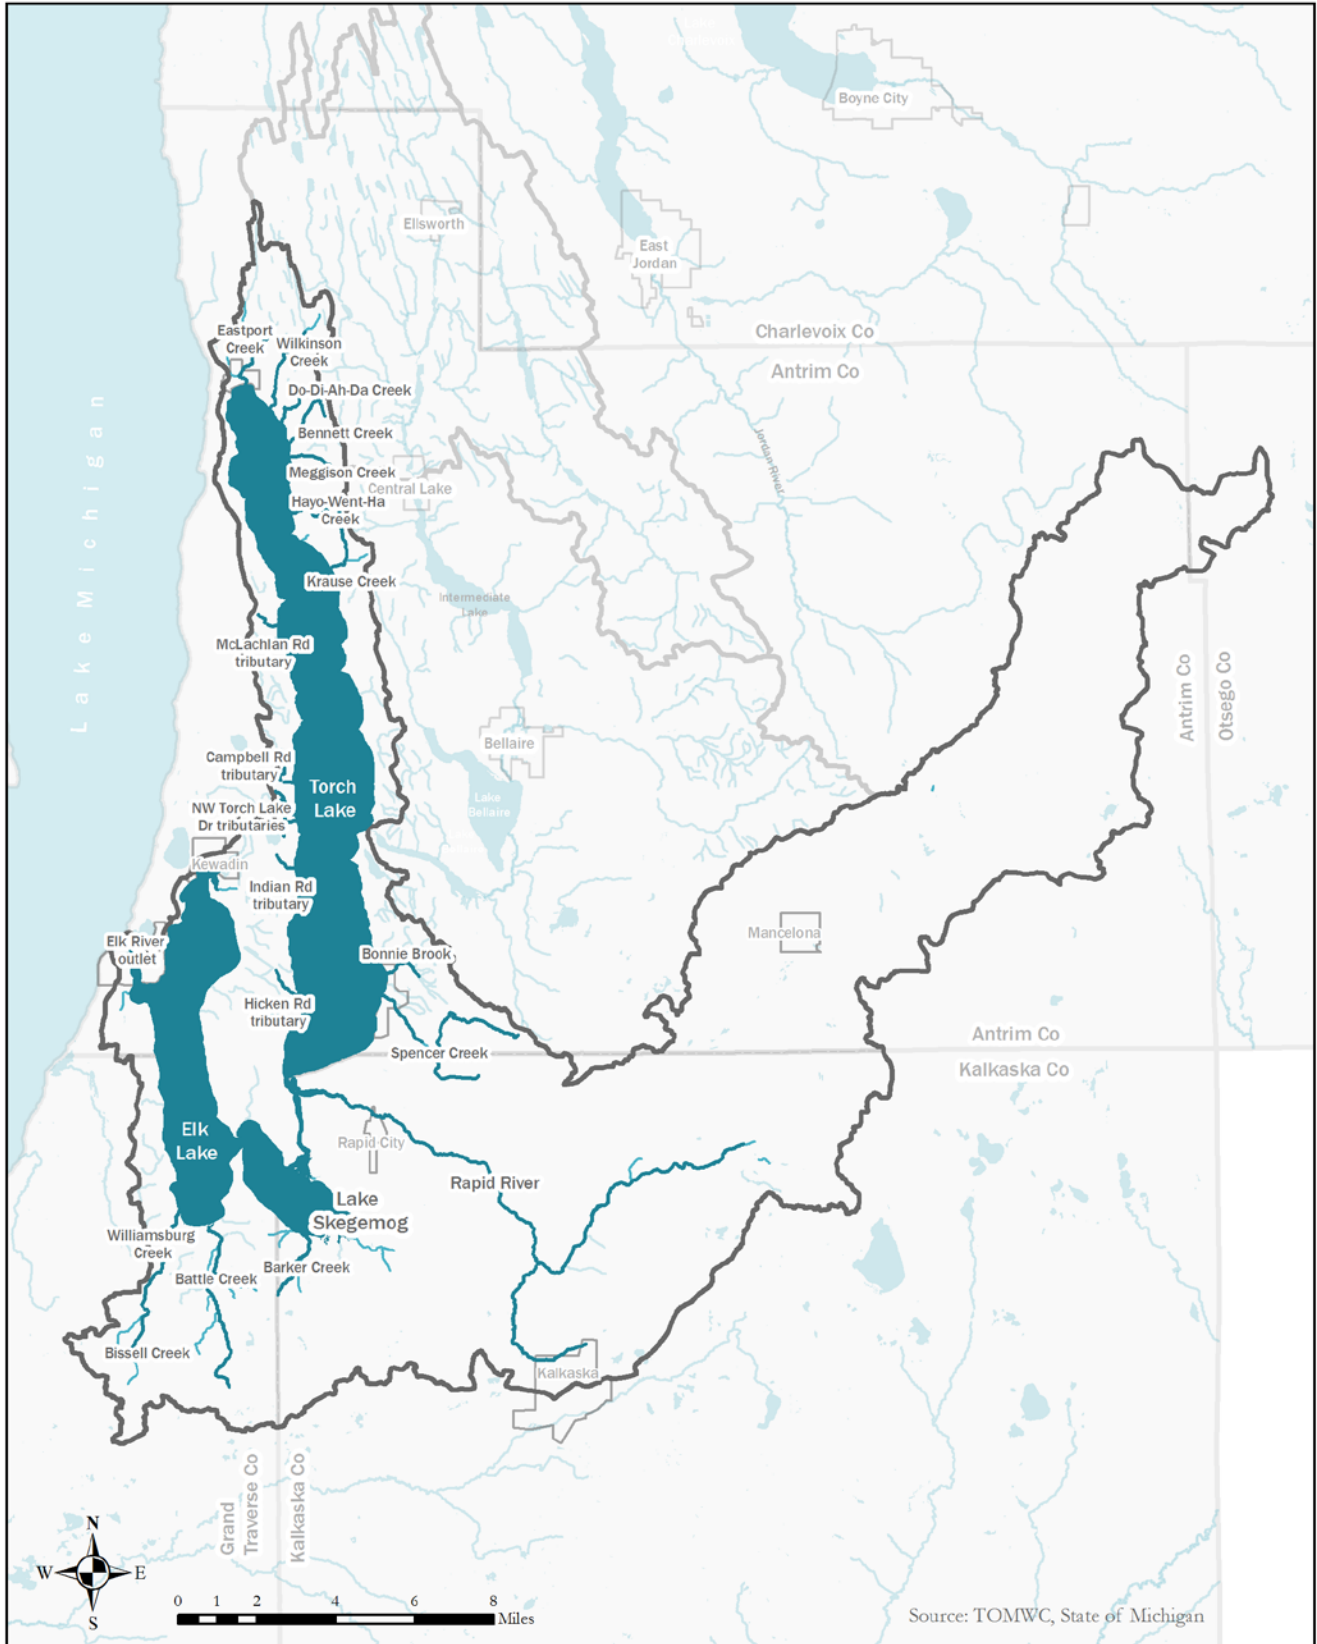 Boyne City
Ellsworth
East
Jordan
Charlevoix Co
Antrim Co
Eastport
Creek
Wilkinson
Creek
Do-Di-Ah-Da Creek
Bennett Creek
Meggison Creek
Central Lake
Hayo-Went-Ha
Creek
Jordan River
Lake Michigan
Krause Creek
Intermediate
Lake
McLachlan Rd
tributary
Antrim Co
Otsego Co
Bellaire
Campbell Rd
tributary
Torch
Lake
Lake
Bellaire
NW Torch Lake
Dr tributaries
Kewadin
Indian Rd
tributary
Mancelona
Elk River
outlet
Bonnie Brook
Hicken Rd
tributary
Spencer Creek
Antrim Co
Kalkaska Co
Elk
Lake
Rapid City
Rapid River
Lake
Skegemog
Williamsburg
Creek
Battle Creek
Barker Creek
Bissell Creek
Kalkaska
Grand
Traverse Co
Kalkaska Co
N
W
E
S
0 1 2 4 6 8
Miles
Source: TOMWC, State of Michigan